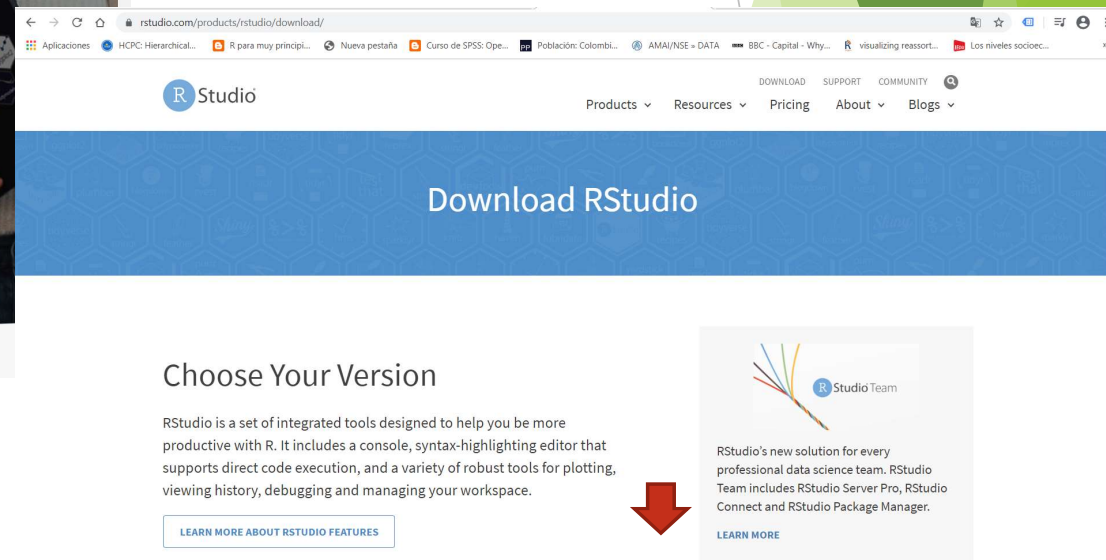 rstudio.com/products/rstudio/download/
Aplicaciones HCPC: Hierarchical... R para muy principi... Nueva pestaña Curso de SPSS: Ope... PP Población: Colombi... AMAI/NSE » DATA BBC - Capital - Why... visualizing reassort... Los niveles socioec... »
DOWNLOAD SUPPORT COMMUNITY
R Studio
Products Resources Pricing About Blogs
Download RStudio
Choose Your Version
RStudio is a set of integrated tools designed to help you be more
productive with R. It includes a console, syntax-highlighting editor that
supports direct code execution, and a variety of robust tools for plotting,
viewing history, debugging and managing your workspace.
LEARN MORE ABOUT RSTUDIO FEATURES
R Studio Team
RStudio's new solution for every
professional data science team. RStudio
Team includes RStudio Server Pro, RStudio
Connect and RStudio Package Manager.
LEARN MORE